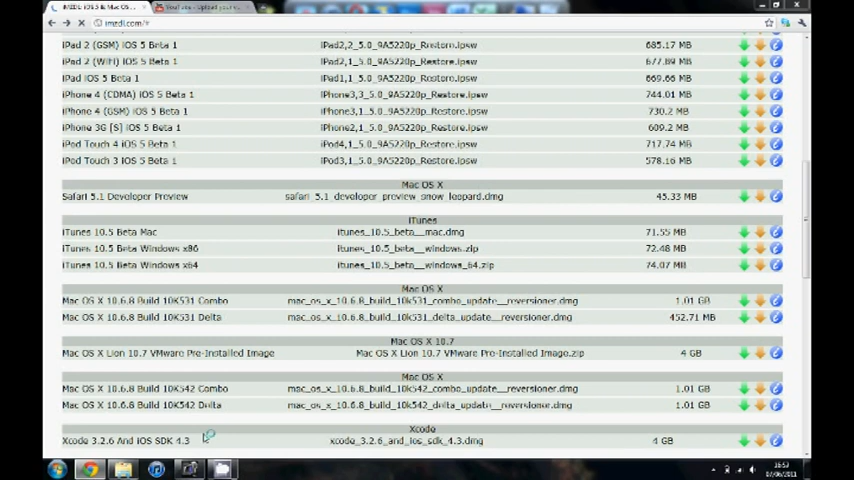 iMZDL: iOS 5 & Mac OS... YouTube - Upload your v...
imzdl.com/#
iPad 2 (GSM) iOS 5 Beta 1 iPad2,2_5.0_9A5220p_Restore.ipsw 685.17 MB
iPad 2 (WIFI) iOS 5 Beta 1 iPad2,1_5.0_9A5220p_Restore.ipsw 677.89 MB
iPad iOS 5 Beta 1 iPad1,1_5.0_9A5220p_Restore.ipsw 669.66 MB
iPhone 4 (CDMA) iOS 5 Beta 1 iPhone3,3_5.0_9A5220p_Restore.ipsw 744.01 MB
iPhone 4 (GSM) iOS 5 Beta 1 iPhone3,1_5.0_9A5220p_Restore.ipsw 730.2 MB
iPhone 3G [S] iOS 5 Beta 1 iPhone2,1_5.0_9A5220p_Restore.ipsw 609.2 MB
iPod Touch 4 iOS 5 Beta 1 iPod4,1_5.0_9A5220p_Restore.ipsw 717.74 MB
iPod Touch 3 iOS 5 Beta 1 iPod3,1_5.0_9A5220p_Restore.ipsw 578.16 MB
Mac OS X
Safari 5.1 Developer Preview safari_5.1_developer_preview_snow_leopard.dmg 45.33 MB
iTunes
iTunes 10.5 Beta Mac itunes_10.5_beta__mac.dmg 71.55 MB
iTunes 10.5 Beta Windows x86 itunes_10.5_beta__windows.zip 72.48 MB
iTunes 10.5 Beta Windows x64 itunes_10.5_beta__windows_64.zip 74.07 MB
Mac OS X
Mac OS X 10.6.8 Build 10K531 Combo mac_os_x_10.6.8_build_10k531_combo_update__reversioner.dmg 1.01 GB
Mac OS X 10.6.8 Build 10K531 Delta mac_os_x_10.6.8_build_10k531_delta_update__reversioner.dmg 452.71 MB
Mac OS X 10.7
Mac OS X Lion 10.7 VMware Pre-Installed Image Mac OS X Lion 10.7 VMware Pre-Installed Image.zip 4 GB
Mac OS X
Mac OS X 10.6.8 Build 10K542 Combo mac_os_x_10.6.8_build_10k542_combo_update__reversioner.dmg 1.01 GB
Mac OS X 10.6.8 Build 10K542 Delta mac_os_x_10.6.8_build_10k542_delta_update__reversioner.dmg 1.01 GB
Xcode
Xcode 3.2.6 And iOS SDK 4.3 xcode_3.2.6_and_ios_sdk_4.3.dmg 4 GB
16:53
07/06/2011